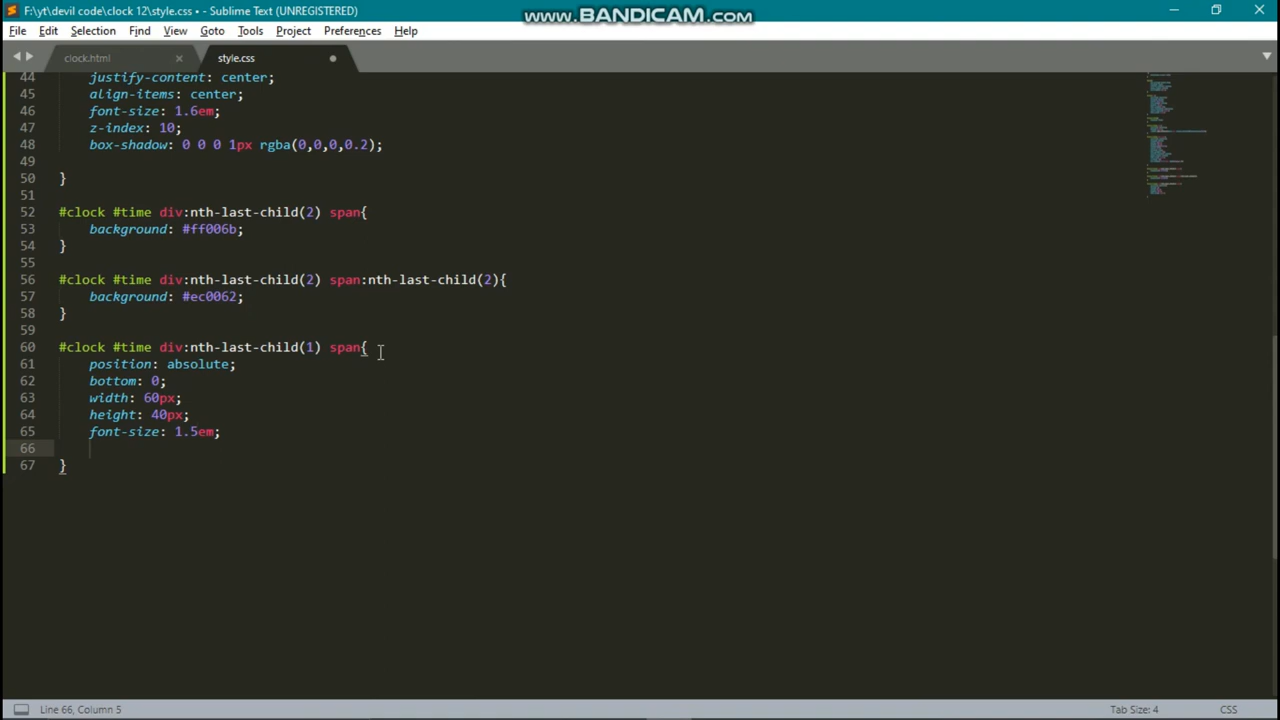 F:\yt\devil code\clock 12\style.css • - Sublime Text (UNREGISTERED)
www.BANDICAM.com
File Edit Selection Find View Goto Tools Project Preferences Help
clock.html style.css
44 justify-content: center;
45 align-items: center;
46 font-size: 1.6em;
47 z-index: 10;
48 box-shadow: 0 0 0 1px rgba(0,0,0,0.2);
49
50 }
51
52 #clock #time div:nth-last-child(2) span{
53 background: #ff006b;
54 }
55
56 #clock #time div:nth-last-child(2) span:nth-last-child(2){
57 background: #ec0062;
58 }
59
60 #clock #time div:nth-last-child(1) span{
61 position: absolute;
62 bottom: 0;
63 width: 60px;
64 height: 40px;
65 font-size: 1.5em;
66
67 }
Line 66, Column 5 Tab Size: 4 CSS